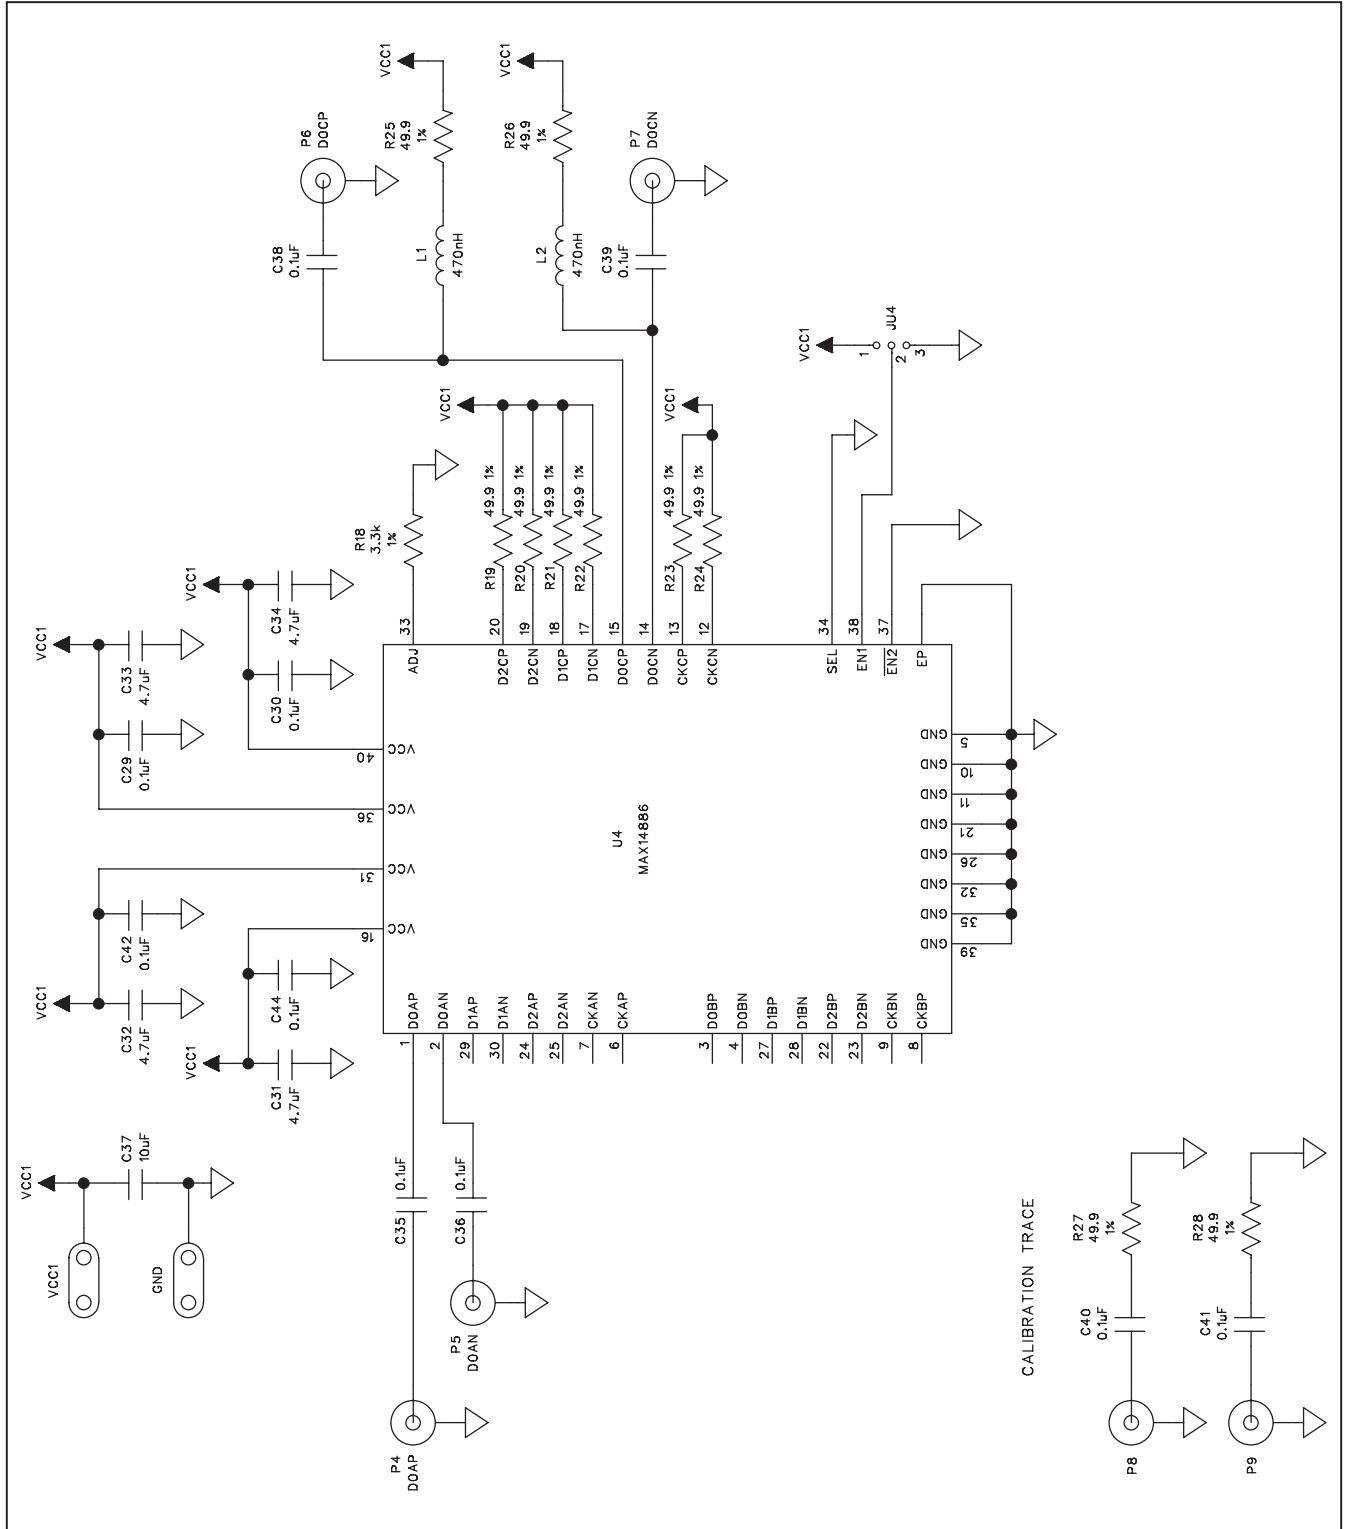 VCC1
P6
D0CP
R25
49.9
1%
VCC1
R26
49.9
1%
P7
D0CN
C38
0.1uF
L1
470nH
L2
470nH
C39
0.1uF
VCC1
JU4
1
2
3
VCC1
VCC1
R18
3.3k
1%
49.9 1%
49.9 1%
49.9 1%
49.9 1%
49.9 1%
49.9 1%
R19
R20
R21
R22
R23
R24
VCC1
C34
4.7uF
C30
0.1uF
VCC1
C33
4.7uF
C29
0.1uF
33
20
19
18
17
15
14
13
12
34
38
37
ADJ
D2CP
D2CN
D1CP
D1CN
D0CP
D0CN
CKCP
CKCN
SEL
EN1
EN2
EP
40
VCC
36
VCC
31
VCC
16
VCC
U4
MAX14886
GND
5
GND
10
GND
11
GND
21
GND
26
GND
32
GND
35
GND
39
VCC1
C42
0.1uF
C32
4.7uF
VCC1
C44
0.1uF
C31
4.7uF
D0AP
D0AN
D1AP
D1AN
D2AP
D2AN
CKAN
CKAP
D0BP
D0BN
D1BP
D1BN
D2BP
D2BN
CKBN
CKBP
1
2
29
30
24
25
7
6
3
4
27
28
22
23
9
8
VCC1
C37
10uF
VCC1
GND
0.1uF
C35
0.1uF
C36
P5
D0AN
P4
D0AP
CALIBRATION TRACE
R27
49.9
1%
R28
49.9
1%
C40
0.1uF
C41
0.1uF
P8
P9